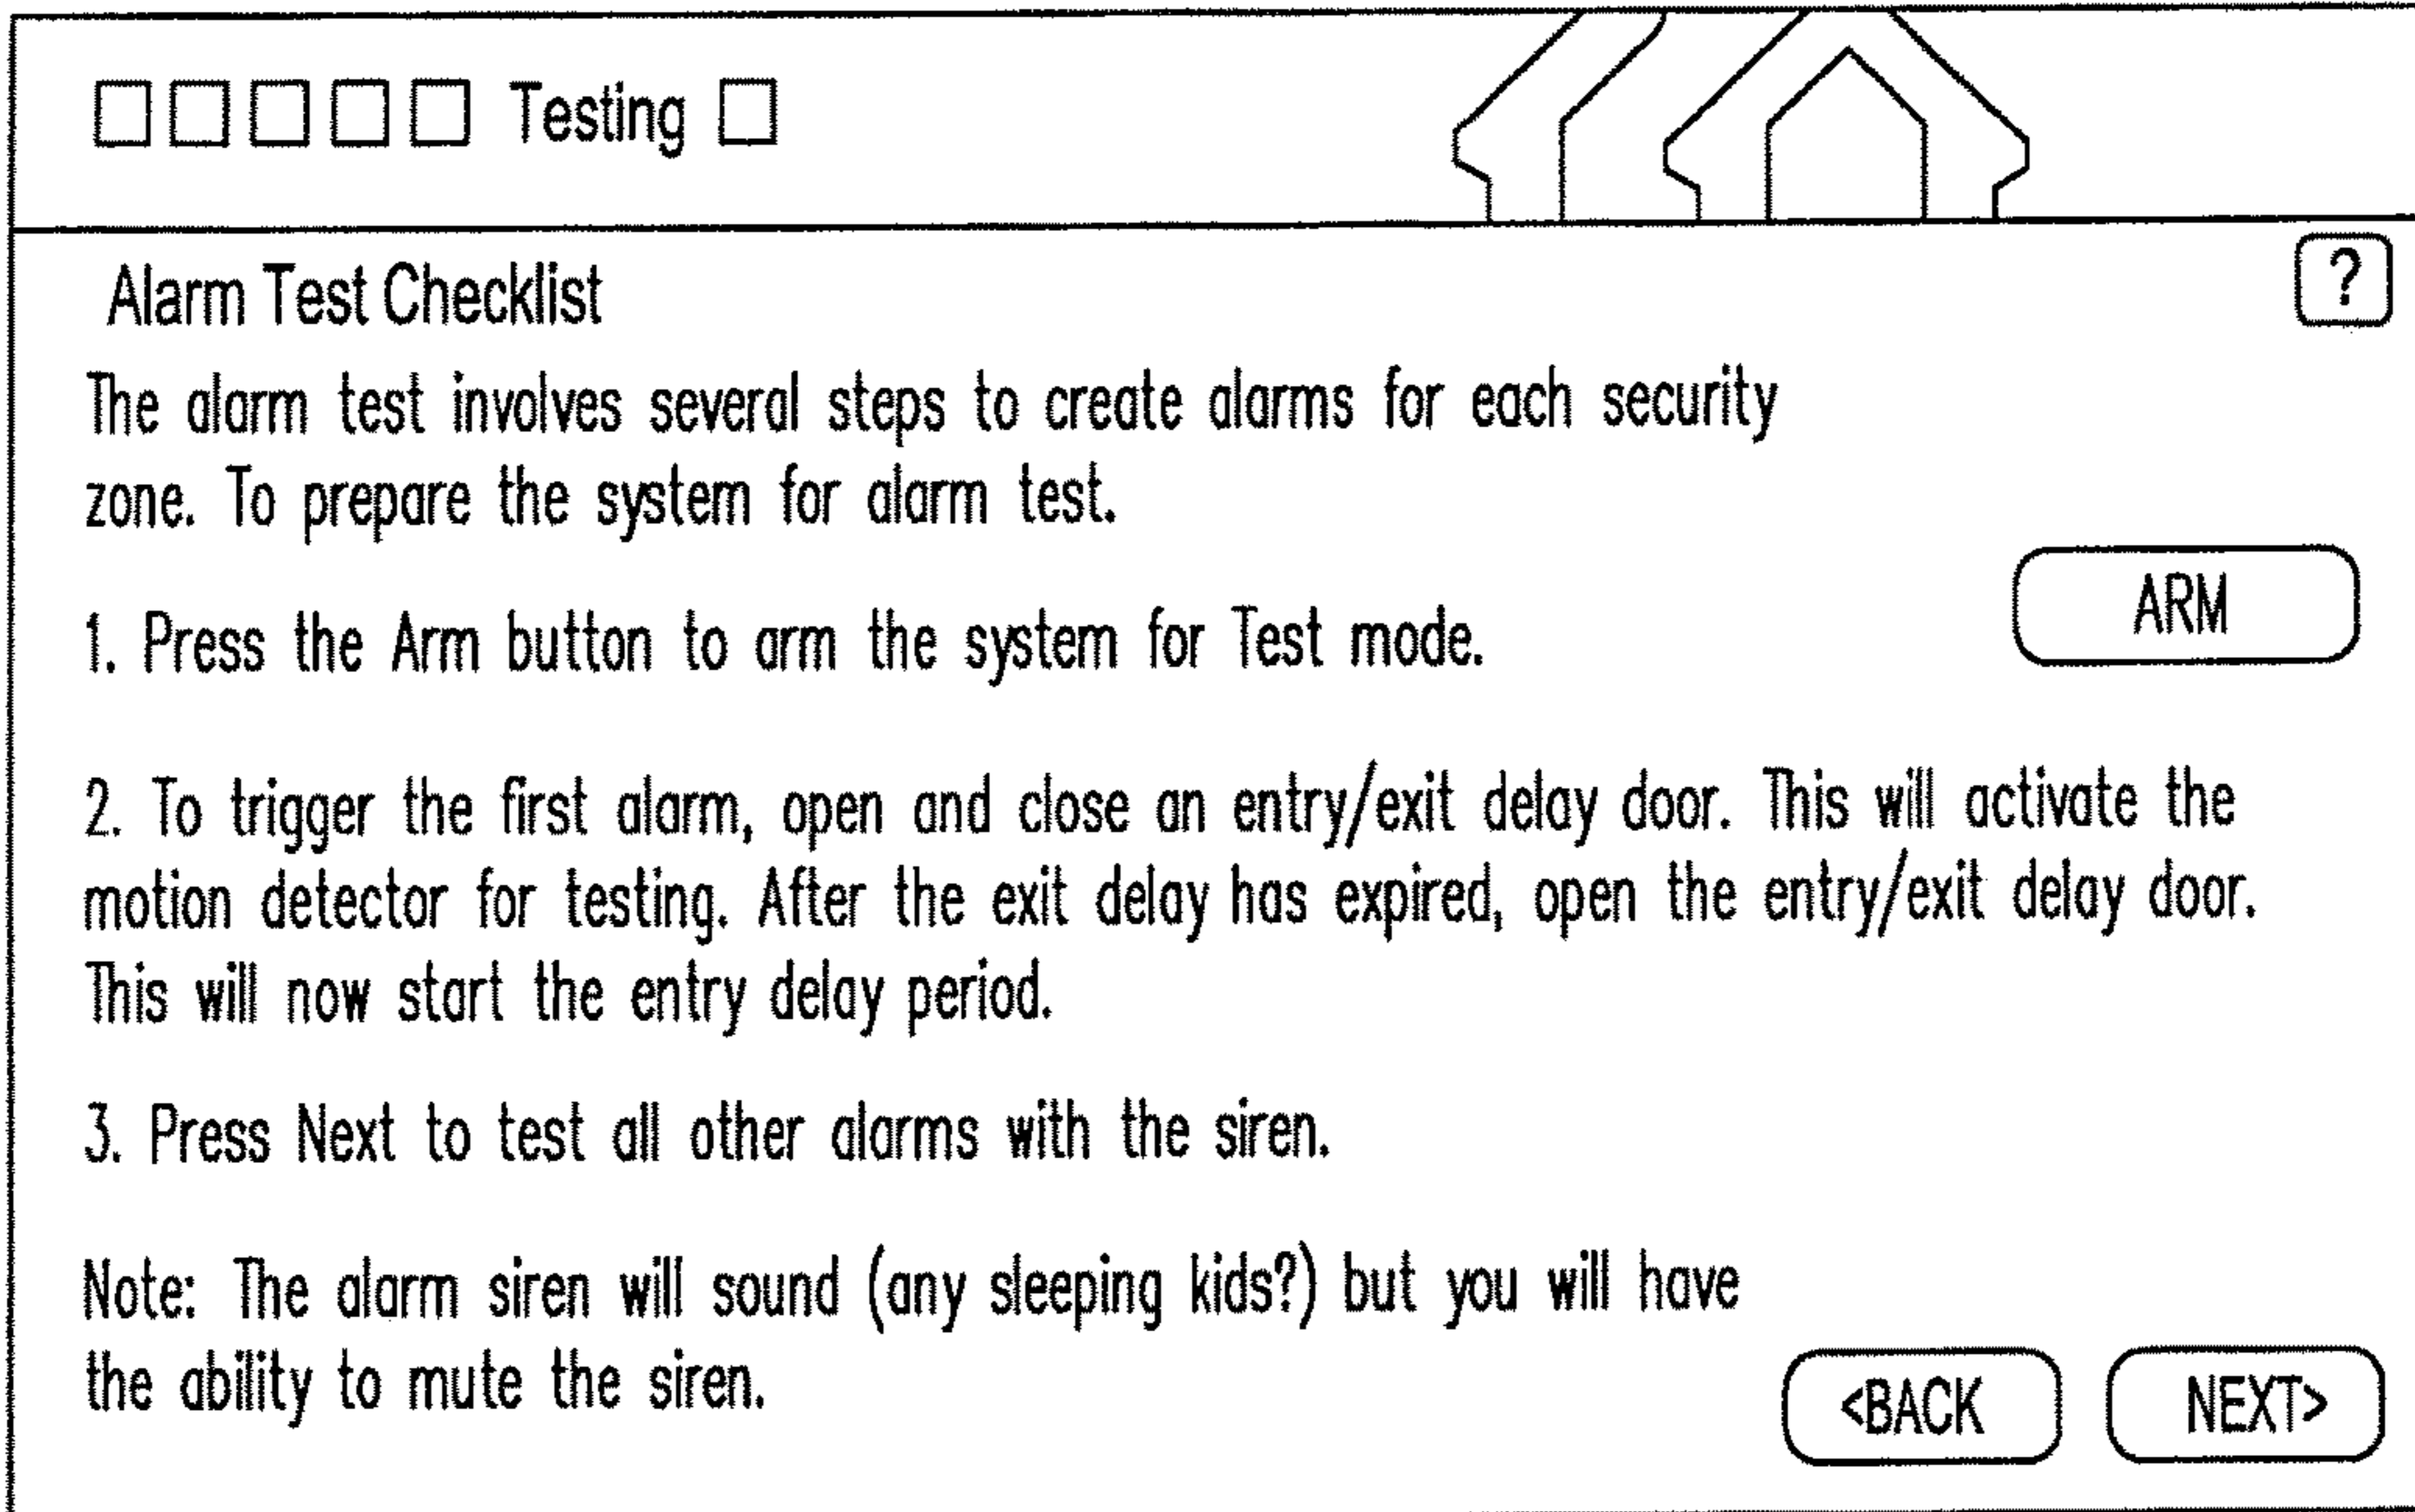 Testing
Alarm Test Checklist
?
The alarm test involves several steps to create alarms for each security
zone. To prepare the system for alarm test.
ARM
1. Press the Arm button to arm the system for Test mode.
2. To trigger the first alarm, open and close an entry/exit delay door. This will activate the
motion detector for testing. After the exit delay has expired, open the entry/exit delay door.
This will now start the entry delay period.
3. Press Next to test all other alarms with the siren.
Note: The alarm siren will sound (any sleeping kids?) but you will have
the ability to mute the siren.
<BACK
NEXT>